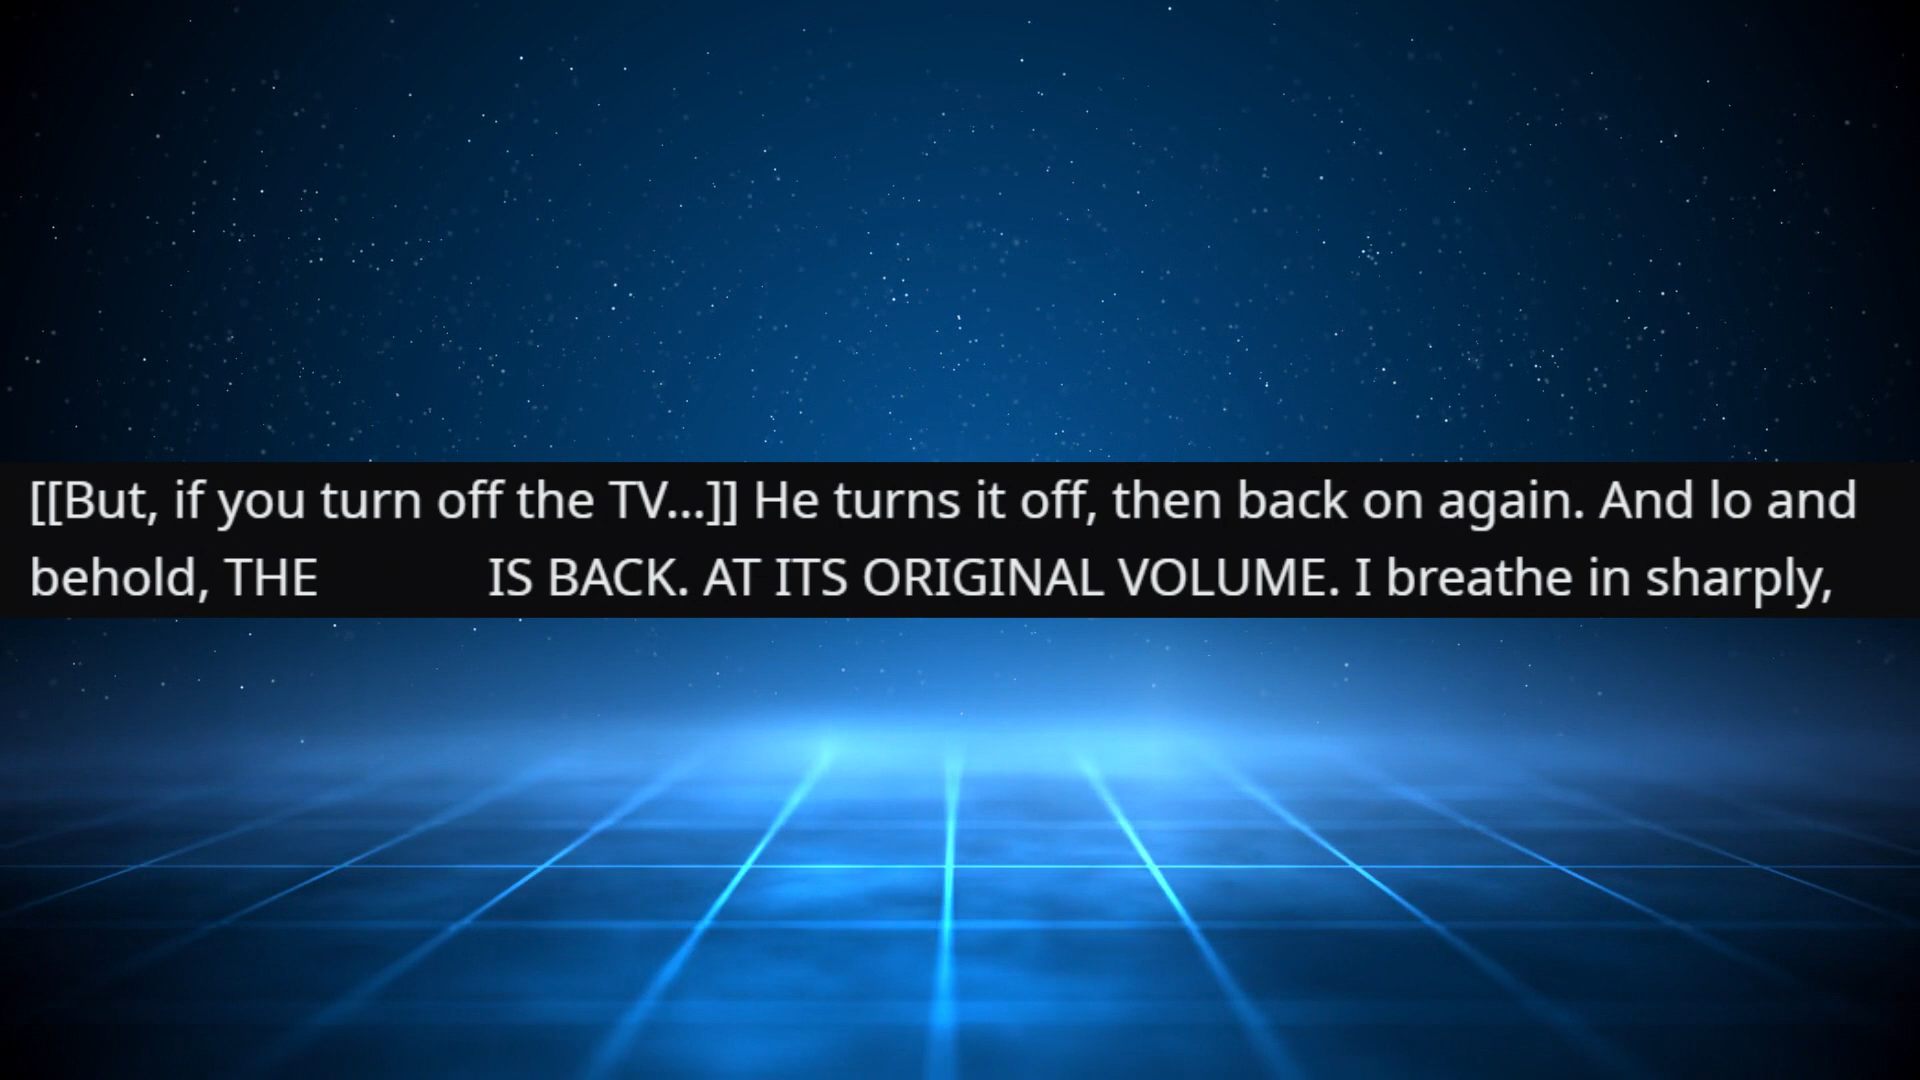 [[But, if you turn off the TV...]] He turns it off, then back on again. And lo and
behold, THE IS BACK. AT ITS ORIGINAL VOLUME. I breathe in sharply,